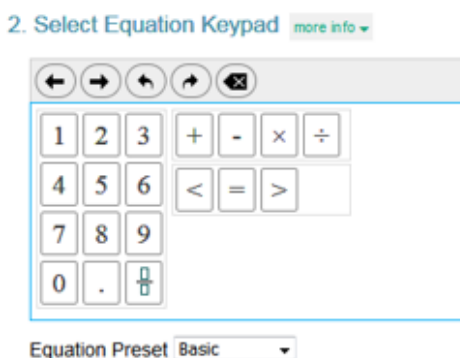 2. Select Equation Keypad more info
1 2 3 + - × ÷
4 5 6 < = >
7 8 9
0 .
Equation Preset Basic